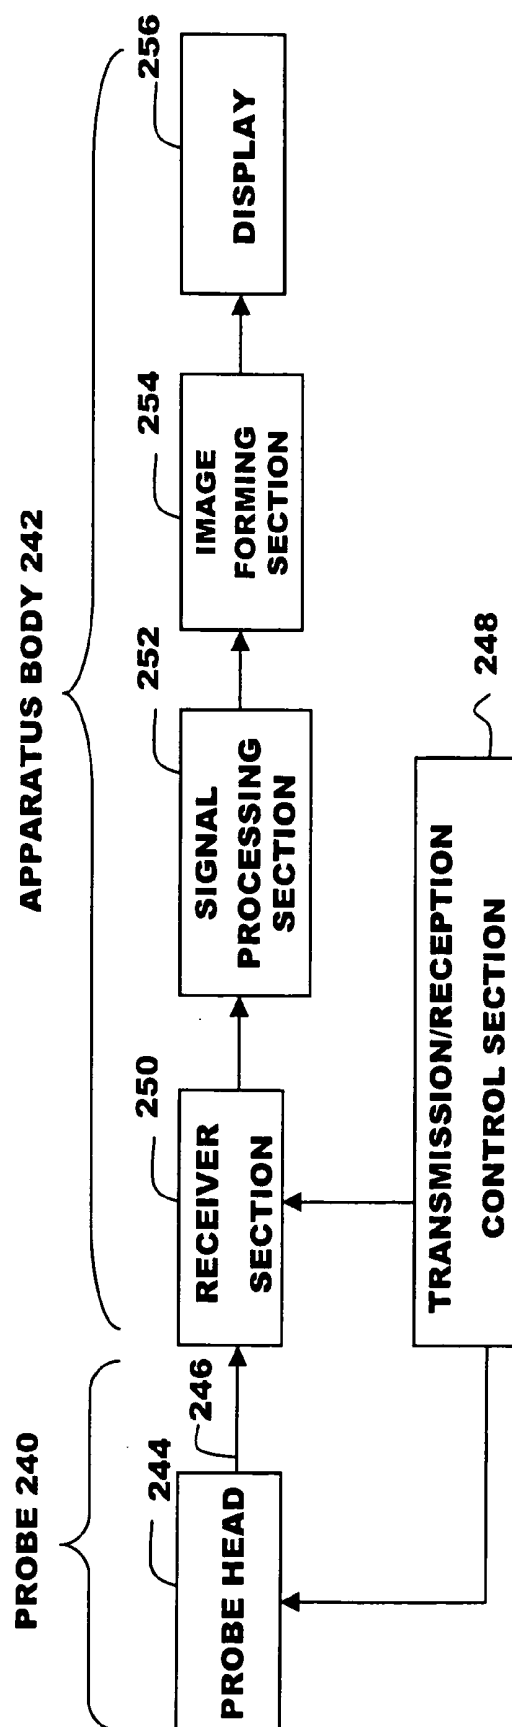 PROBE 240
APPARATUS BODY 242
244
246
250
252
254
256
PROBE HEAD
RECEIVER
SECTION
SIGNAL
PROCESSING
SECTION
IMAGE
FORMING
SECTION
DISPLAY
TRANSMISSION/RECEPTION
CONTROL SECTION
248